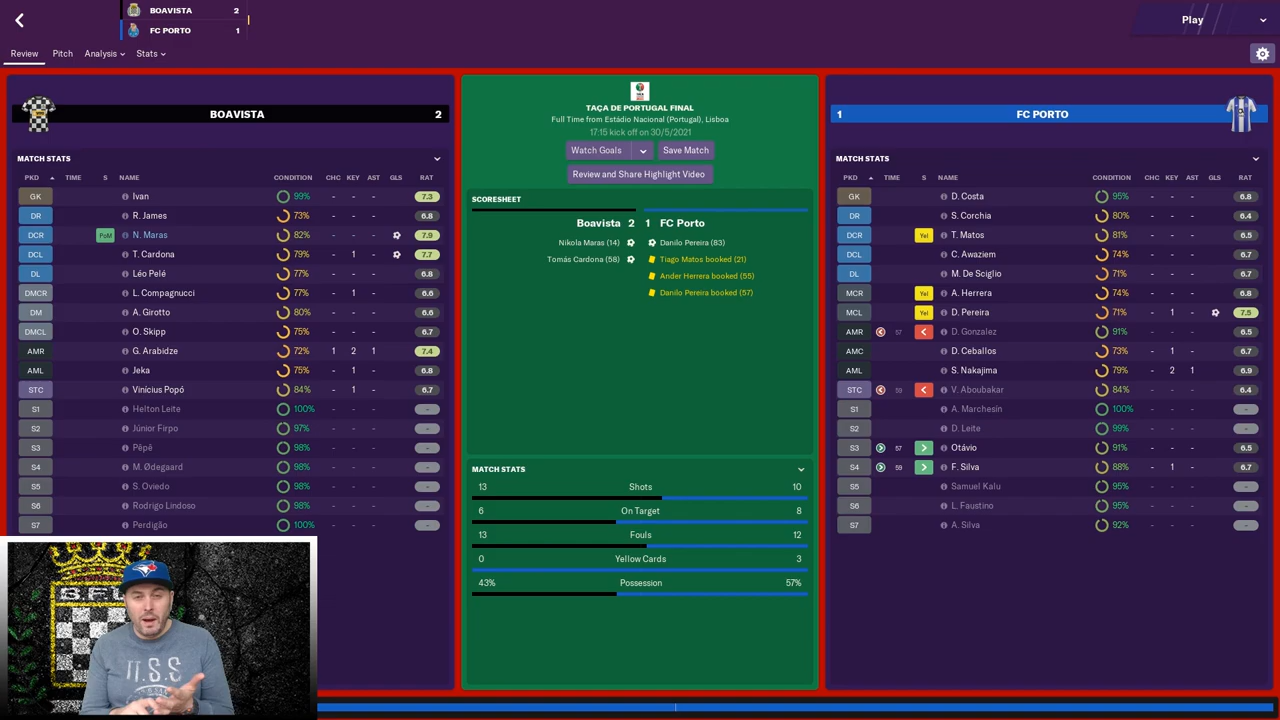 BOAVISTA 2
FC PORTO 1
Play
Review Pitch Analysis Stats
BOAVISTA 2
MATCH STATS
PKD TIME S NAME CONDITION CHC KEY AST GLS RAT
GK Ivan 99% - - - - 7.3
DR R. James 73% - - - - 6.8
DCR FoM N. Maras 82% - - - 7.9
DCL T. Cardona 79% - 1 - 7.7
DL Léo Pelé 77% - - - - 6.8
DMCR L. Compagnucci 77% - 1 - - 6.6
DM A. Girotto 80% - - - - 6.6
DMCL O. Skipp 75% - - - - 6.7
AMR G. Arabidze 72% 1 2 1 - 7.4
AML Jeka 75% - 1 - - 6.8
STC Vinícius Popó 84% - 1 - - 6.7
S1 Helton Leite 100% - - - - -
S2 Júnior Firpo 97% - - - - -
S3 Pêpê 98% - - - - -
S4 M. Ødegaard 98% - - - - -
S5 S. Oviedo 98% - - - - -
S6 Rodrigo Lindoso 98% - - - - -
S7 Perdigão 100% - - - - -
TAÇA DE PORTUGAL FINAL
Full Time from Estádio Nacional (Portugal), Lisboa
17:15 kick off on 30/5/2021
Watch Goals Save Match
Review and Share Highlight Video
SCORESHEET
Boavista 2 1 FC Porto
Nikola Maras (14) Danilo Pereira (83)
Tomás Cardona (58) Tiago Matos booked (21)
Ander Herrera booked (55)
Danilo Pereira booked (57)
MATCH STATS
13 Shots 10
6 On Target 8
13 Fouls 12
0 Yellow Cards 3
43% Possession 57%
1 FC PORTO
MATCH STATS
PKD TIME S NAME CONDITION CHC KEY AST GLS RAT
GK D. Costa 95% - - - - 6.8
DR S. Corchia 80% - - - - 6.4
DCR Yel T. Matos 81% - - - - 6.5
DCL C. Awaziem 74% - - - - 6.7
DL M. De Sciglio 71% - - - - 6.7
MCR Yel A. Herrera 74% - - - - 6.8
MCL Yel D. Pereira 71% - 1 - 7.5
AMR 57 D. Gonzalez 91% - - - - 6.5
AMC D. Ceballos 73% - 1 - - 6.7
AML S. Nakajima 79% - 2 1 - 6.9
STC 59 V. Aboubakar 84% - - - - 6.4
S1 A. Marchesín 100% - - - - -
S2 D. Leite 99% - - - - -
S3 57 Otávio 91% - - - - 6.5
S4 59 F. Silva 88% - 1 - - 6.7
S5 Samuel Kalu 95% - - - - -
S6 L. Faustino 95% - - - - -
S7 A. Silva 92% - - - - -